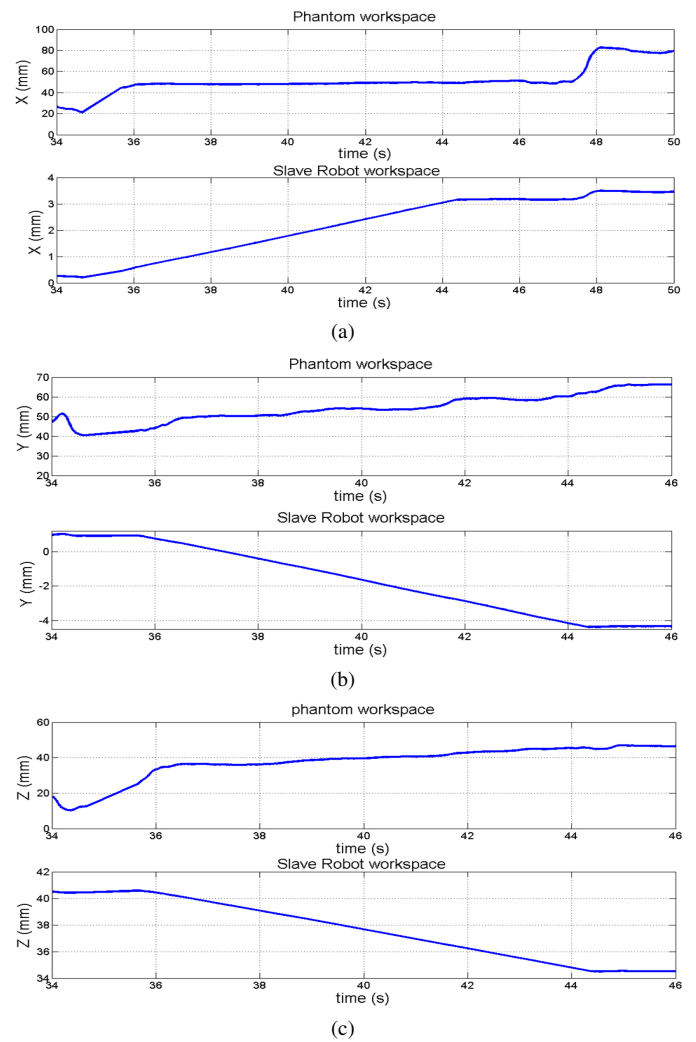 Phantom workspace
100
80
60
40
20
0
X (mm)
34 36 38 40 42 44 46 48 50
time (s)
Slave Robot workspace
4
3
2
1
0
X (mm)
34 36 38 40 42 44 46 48 50
time (s)
(a)
Phantom workspace
70
60
50
40
30
20
Y (mm)
34 36 38 40 42 44 46
time (s)
Slave Robot workspace
0
-2
-4
Y (mm)
34 36 38 40 42 44 46
time (s)
(b)
phantom workspace
60
40
20
0
Z (mm)
34 36 38 40 42 44 46
time (s)
Slave Robot workspace
42
40
38
36
34
Z (mm)
34 36 38 40 42 44 46
time (s)
(c)